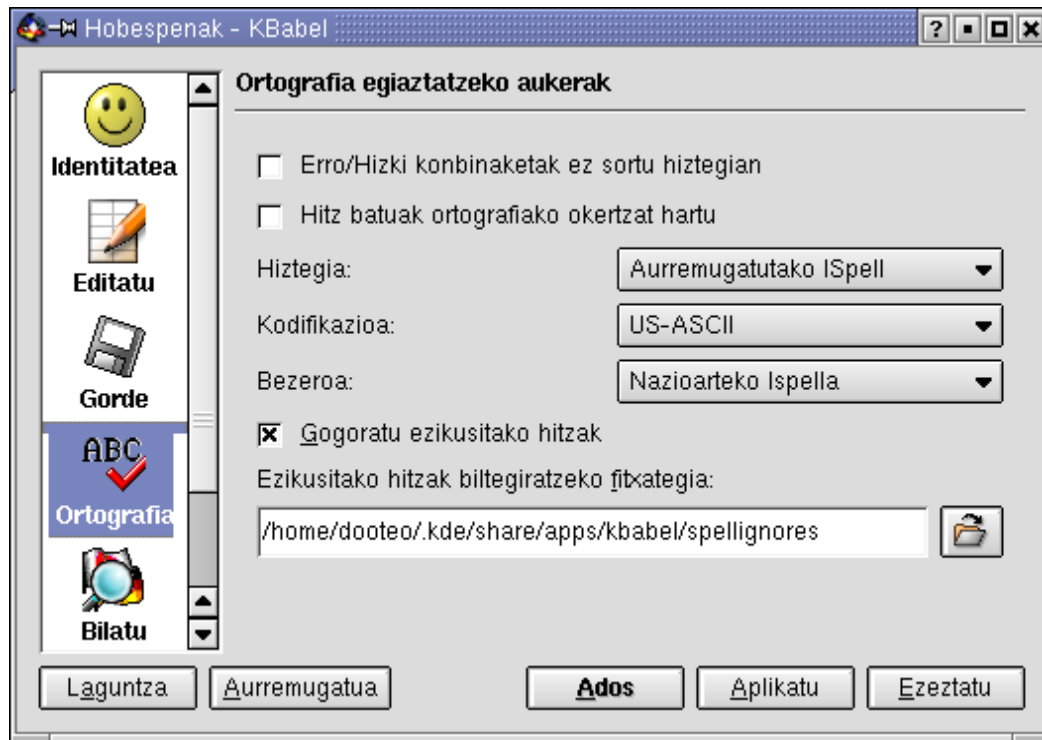 Hobespenak - KBabel
Identitatea
Editatu
Gorde
ABC
Ortografia
Bilatu
Ortografia egiaztatzeko aukerak
Erro/Hizki konbinaketak ez sortu hiztegian
Hitz batuak ortografiako okertzat hartu
Hiztegia: Aurremugatutako ISpell
Kodifikazioa: US-ASCII
Bezeroa: Nazioarteko Ispella
Gogoratu ezikusitako hitzak
Ezikusitako hitzak biltegiratzeko fitxategia:
/home/dooteo/.kde/share/apps/kbabel/spellignores
Laguntza Aurremugatua Ados Aplikatu Ezeztatu